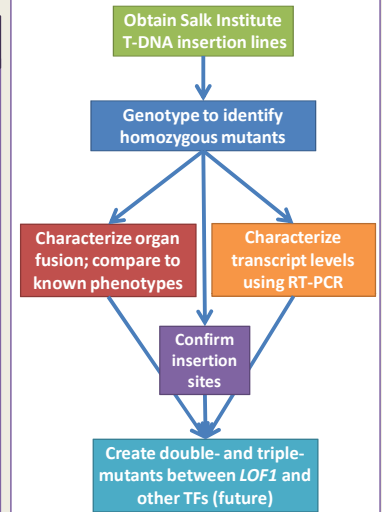 Obtain Salk Institute
T-DNA insertion lines
Genotype to identify
homozygous mutants
Characterize organ
fusion; compare to
known phenotypes
Characterize
transcript levels
using RT-PCR
Confirm
insertion
sites
Create double- and triple-
mutants between LOF1 and
other TFs (future)